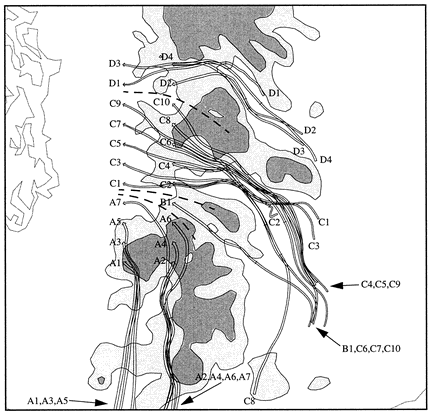 D3
D4
D1
D2
D1
C9
C10
C7
C8
D2
C5
C6
D3
C3
C4
D4
C1
C2
A7
B1
C2
C1
A5
A6
A3
A4
C3
A1
A2
C4, C5, C9
B1, C6, C7, C10
A2, A4, A6, A7
A1, A3, A5
C8